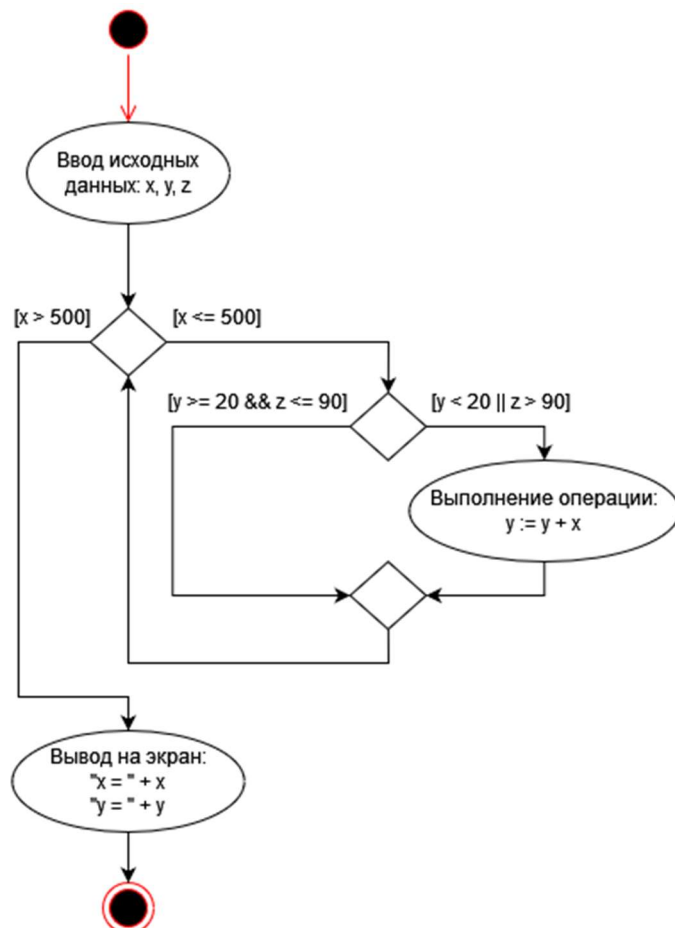 Ввод исходных
данных: x, y, z
[x > 500]
[x <= 500]
[y >= 20 && z <= 90]
[y < 20 || z > 90]
Выполнение операции:
y := y + x
Вывод на экран:
"x = " + x
"y = " + y